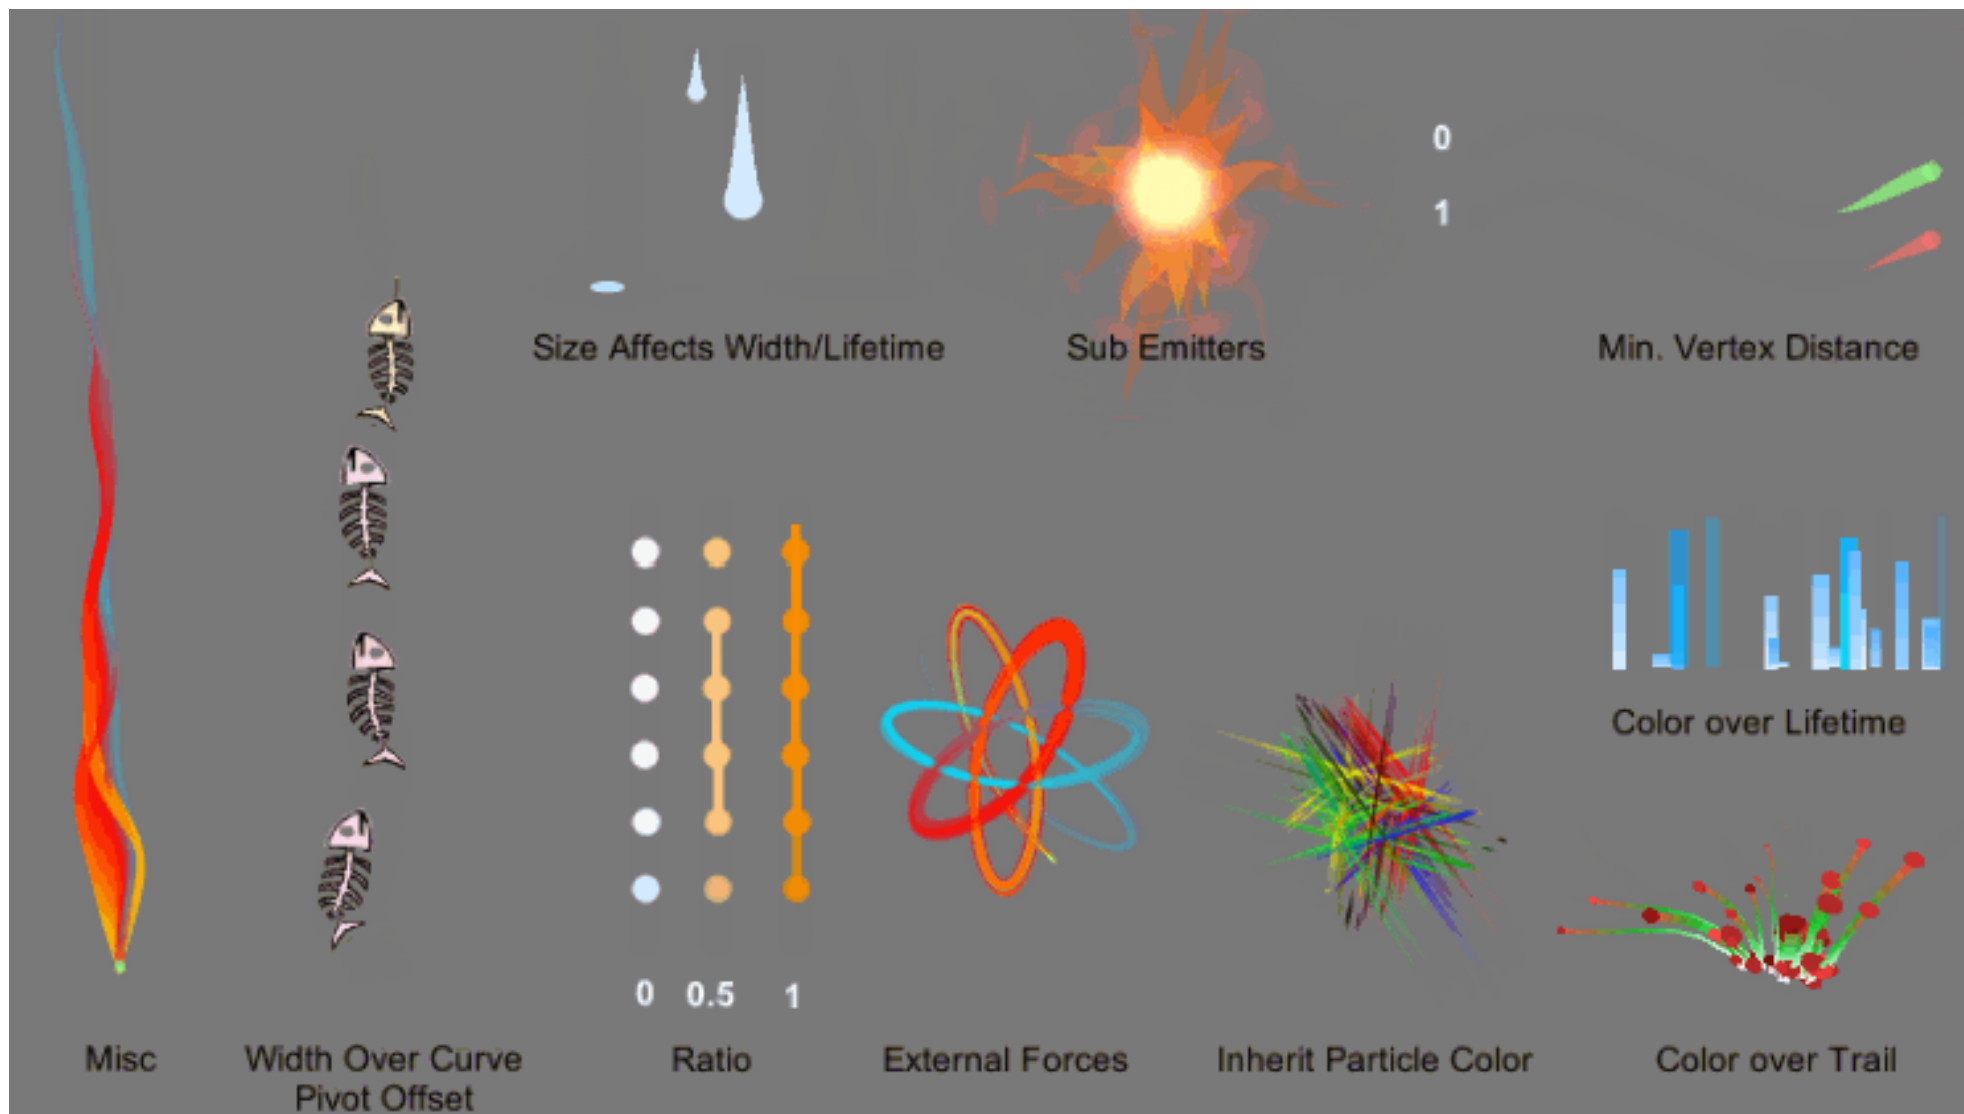 0
1
Size Affects Width/Lifetime
Sub Emitters
Min. Vertex Distance
Color over Lifetime
0 0.5 1
Misc
Width Over Curve
Pivot Offset
Ratio
External Forces
Inherit Particle Color
Color over Trail